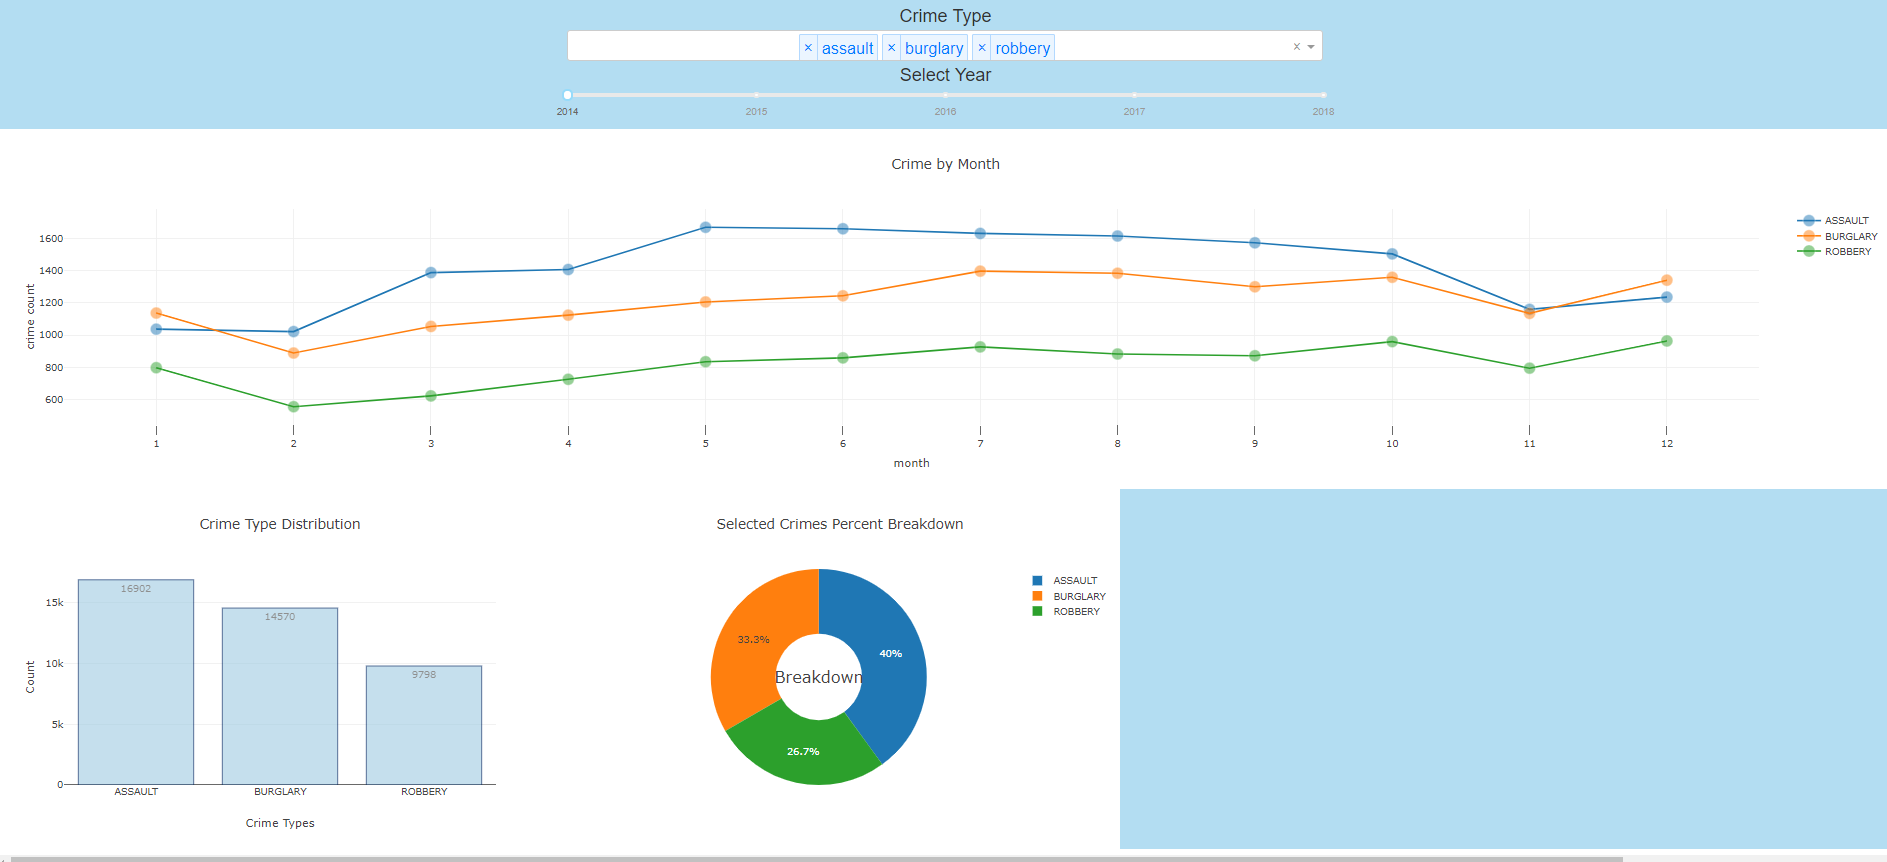 Crime Type
× assault × burglary × robbery ×
Select Year
2014 2015 2016 2017 2018
Crime by Month
crime count
1600
1400
1200
1000
800
600
1 2 3 4 5 6 7 8 9 10 11 12
month
ASSAULT
BURGLARY
ROBBERY
Crime Type Distribution
Count
15k
10k
5k
0
16902
14570
9798
ASSAULT BURGLARY ROBBERY
Crime Types
Selected Crimes Percent Breakdown
33.3%
40%
Breakdown
26.7%
ASSAULT
BURGLARY
ROBBERY